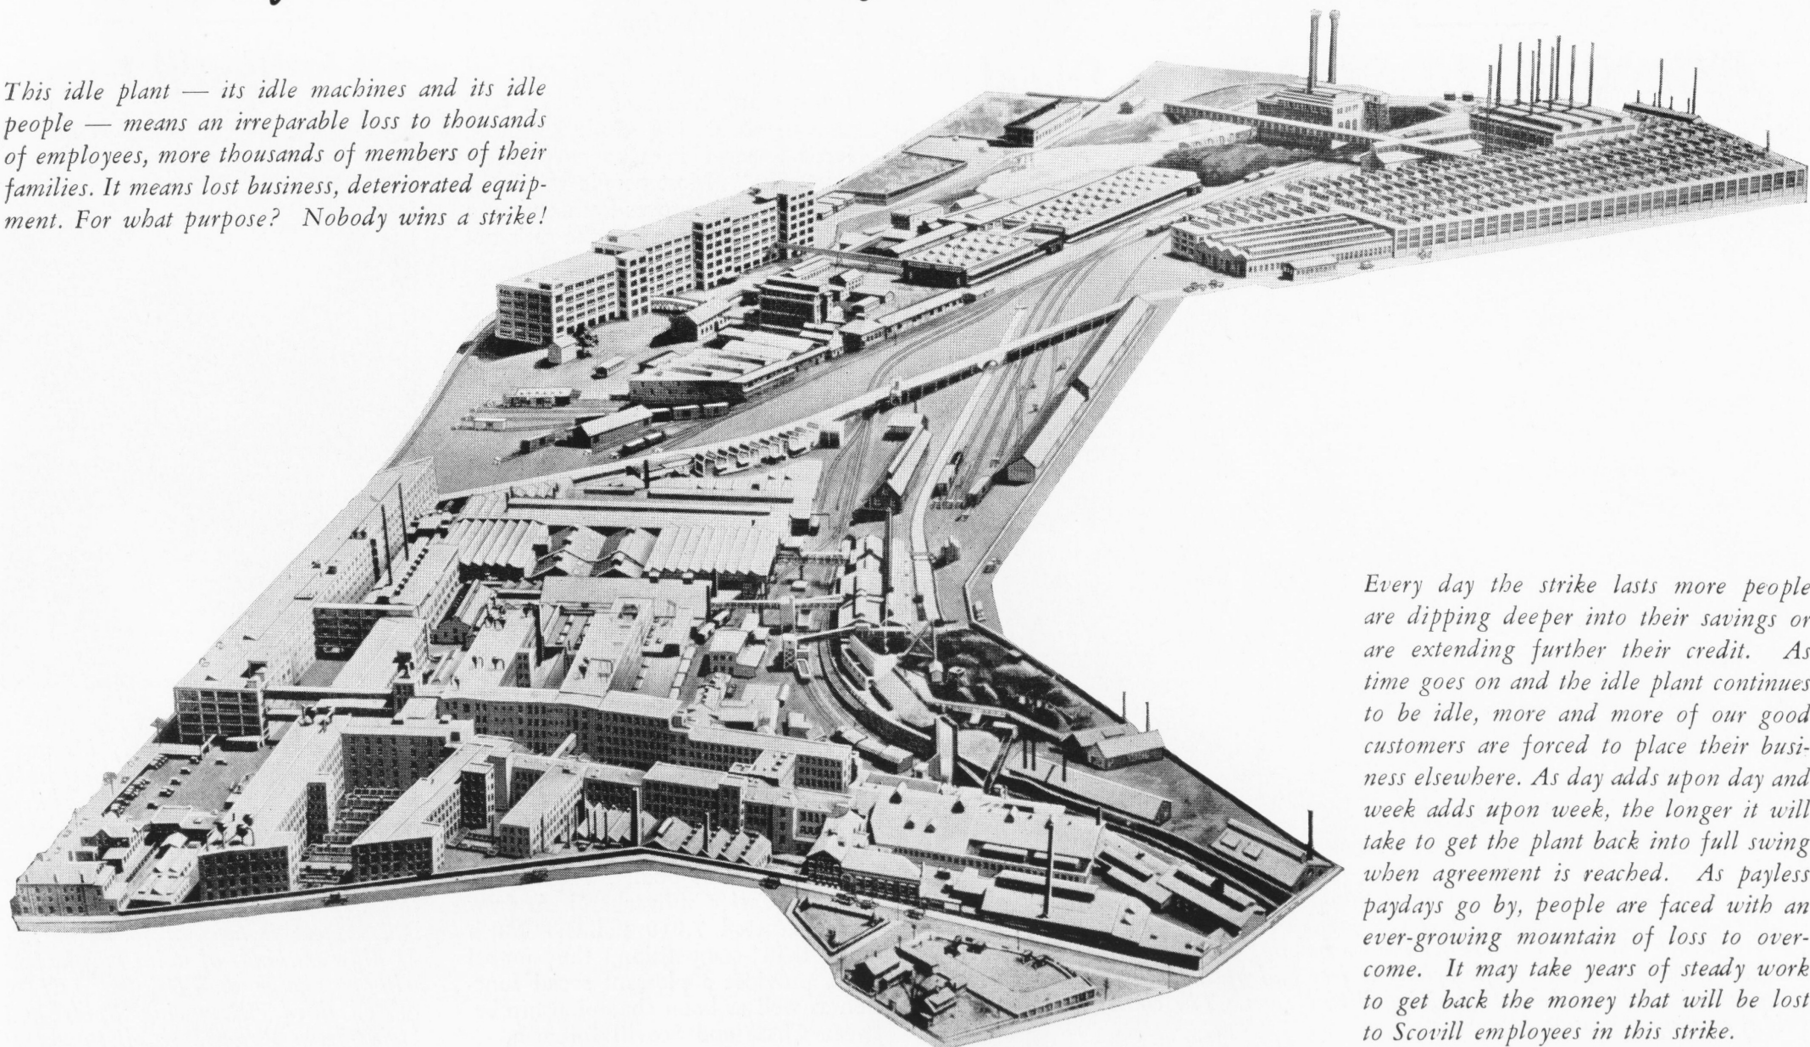 This idle plant — its idle machines and its idle
people — means an irreparable loss to thousands
of employees, more thousands of members of their
families. It means lost business, deteriorated equip-
ment. For what purpose? Nobody wins a strike!
Every day the strike lasts more people
are dipping deeper into their savings or
are extending further their credit. As
time goes on and the idle plant continues
to be idle, more and more of our good
customers are forced to place their busi-
ness elsewhere. As day adds upon day and
week adds upon week, the longer it will
take to get the plant back into full swing
when agreement is reached. As payless
paydays go by, people are faced with an
ever-growing mountain of loss to over-
come. It may take years of steady work
to get back the money that will be lost
to Scovill employees in this strike.